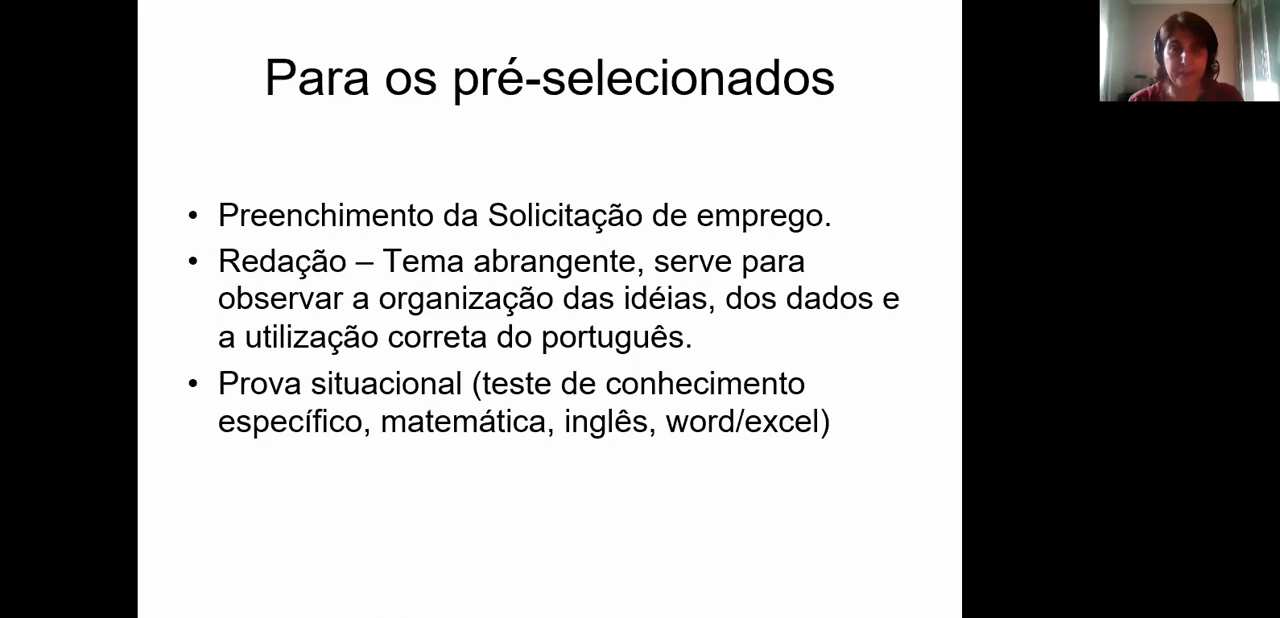 Para os pré-selecionados
• Preenchimento da Solicitação de emprego.
• Redação – Tema abrangente, serve para
observar a organização das idéias, dos dados e
a utilização correta do português.
• Prova situacional (teste de conhecimento
específico, matemática, inglês, word/excel)